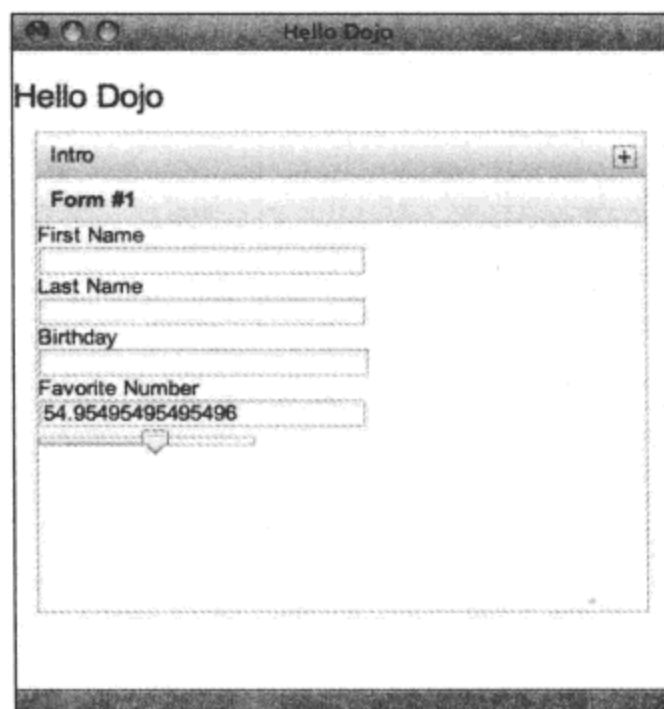 Hello Dojo
Hello Dojo
Intro
Form #1
First Name
Last Name
Birthday
Favorite Number
54.95495495495496